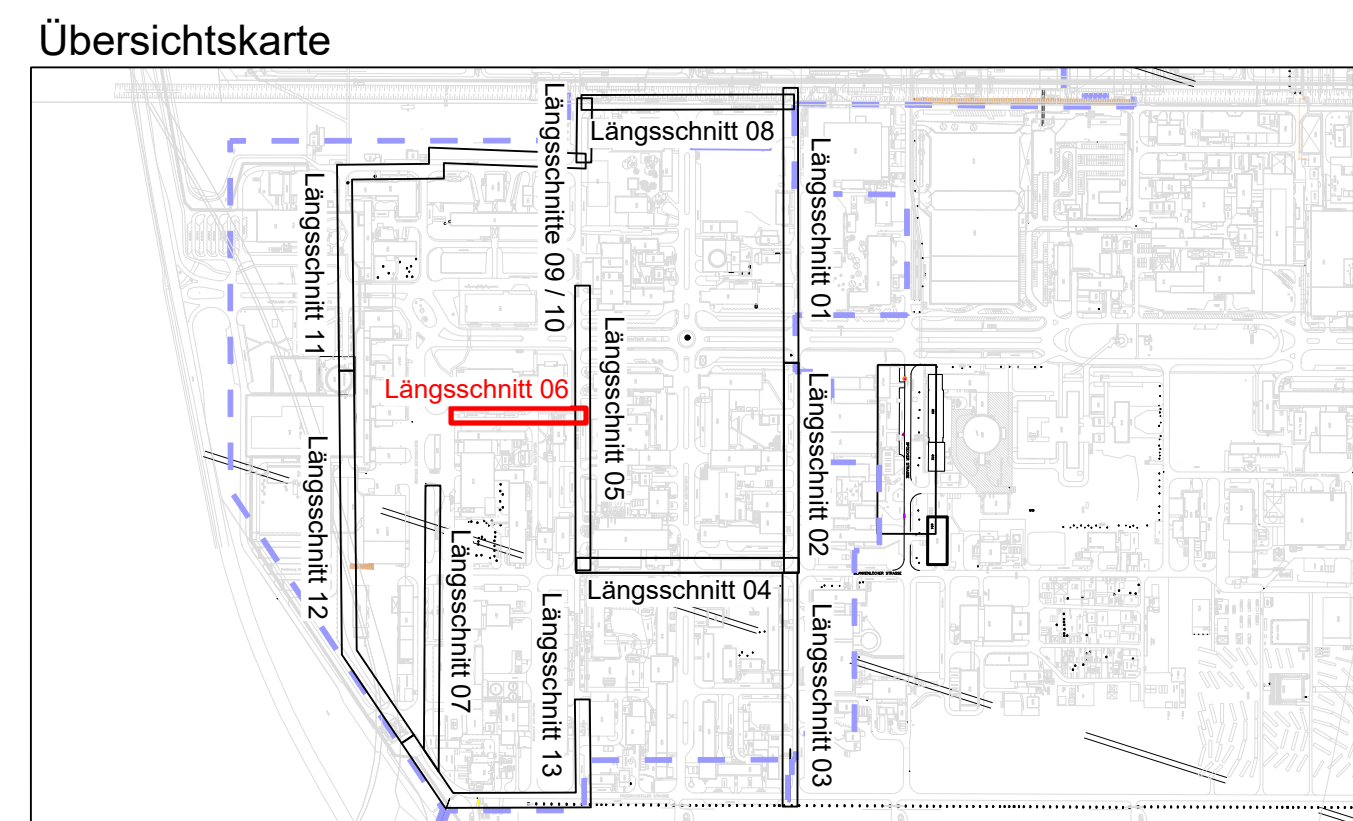 Übersichtskarte
Längsschnitt 08
Längsschnitte 09 / 10
Längsschnitt 01
Längsschnitt 11
Längsschnitt 06
Längsschnitt 05
Längsschnitt 02
Längsschnitt 12
Längsschnitt 07
Längsschnitt 04
Längsschnitt 13
Längsschnitt 03